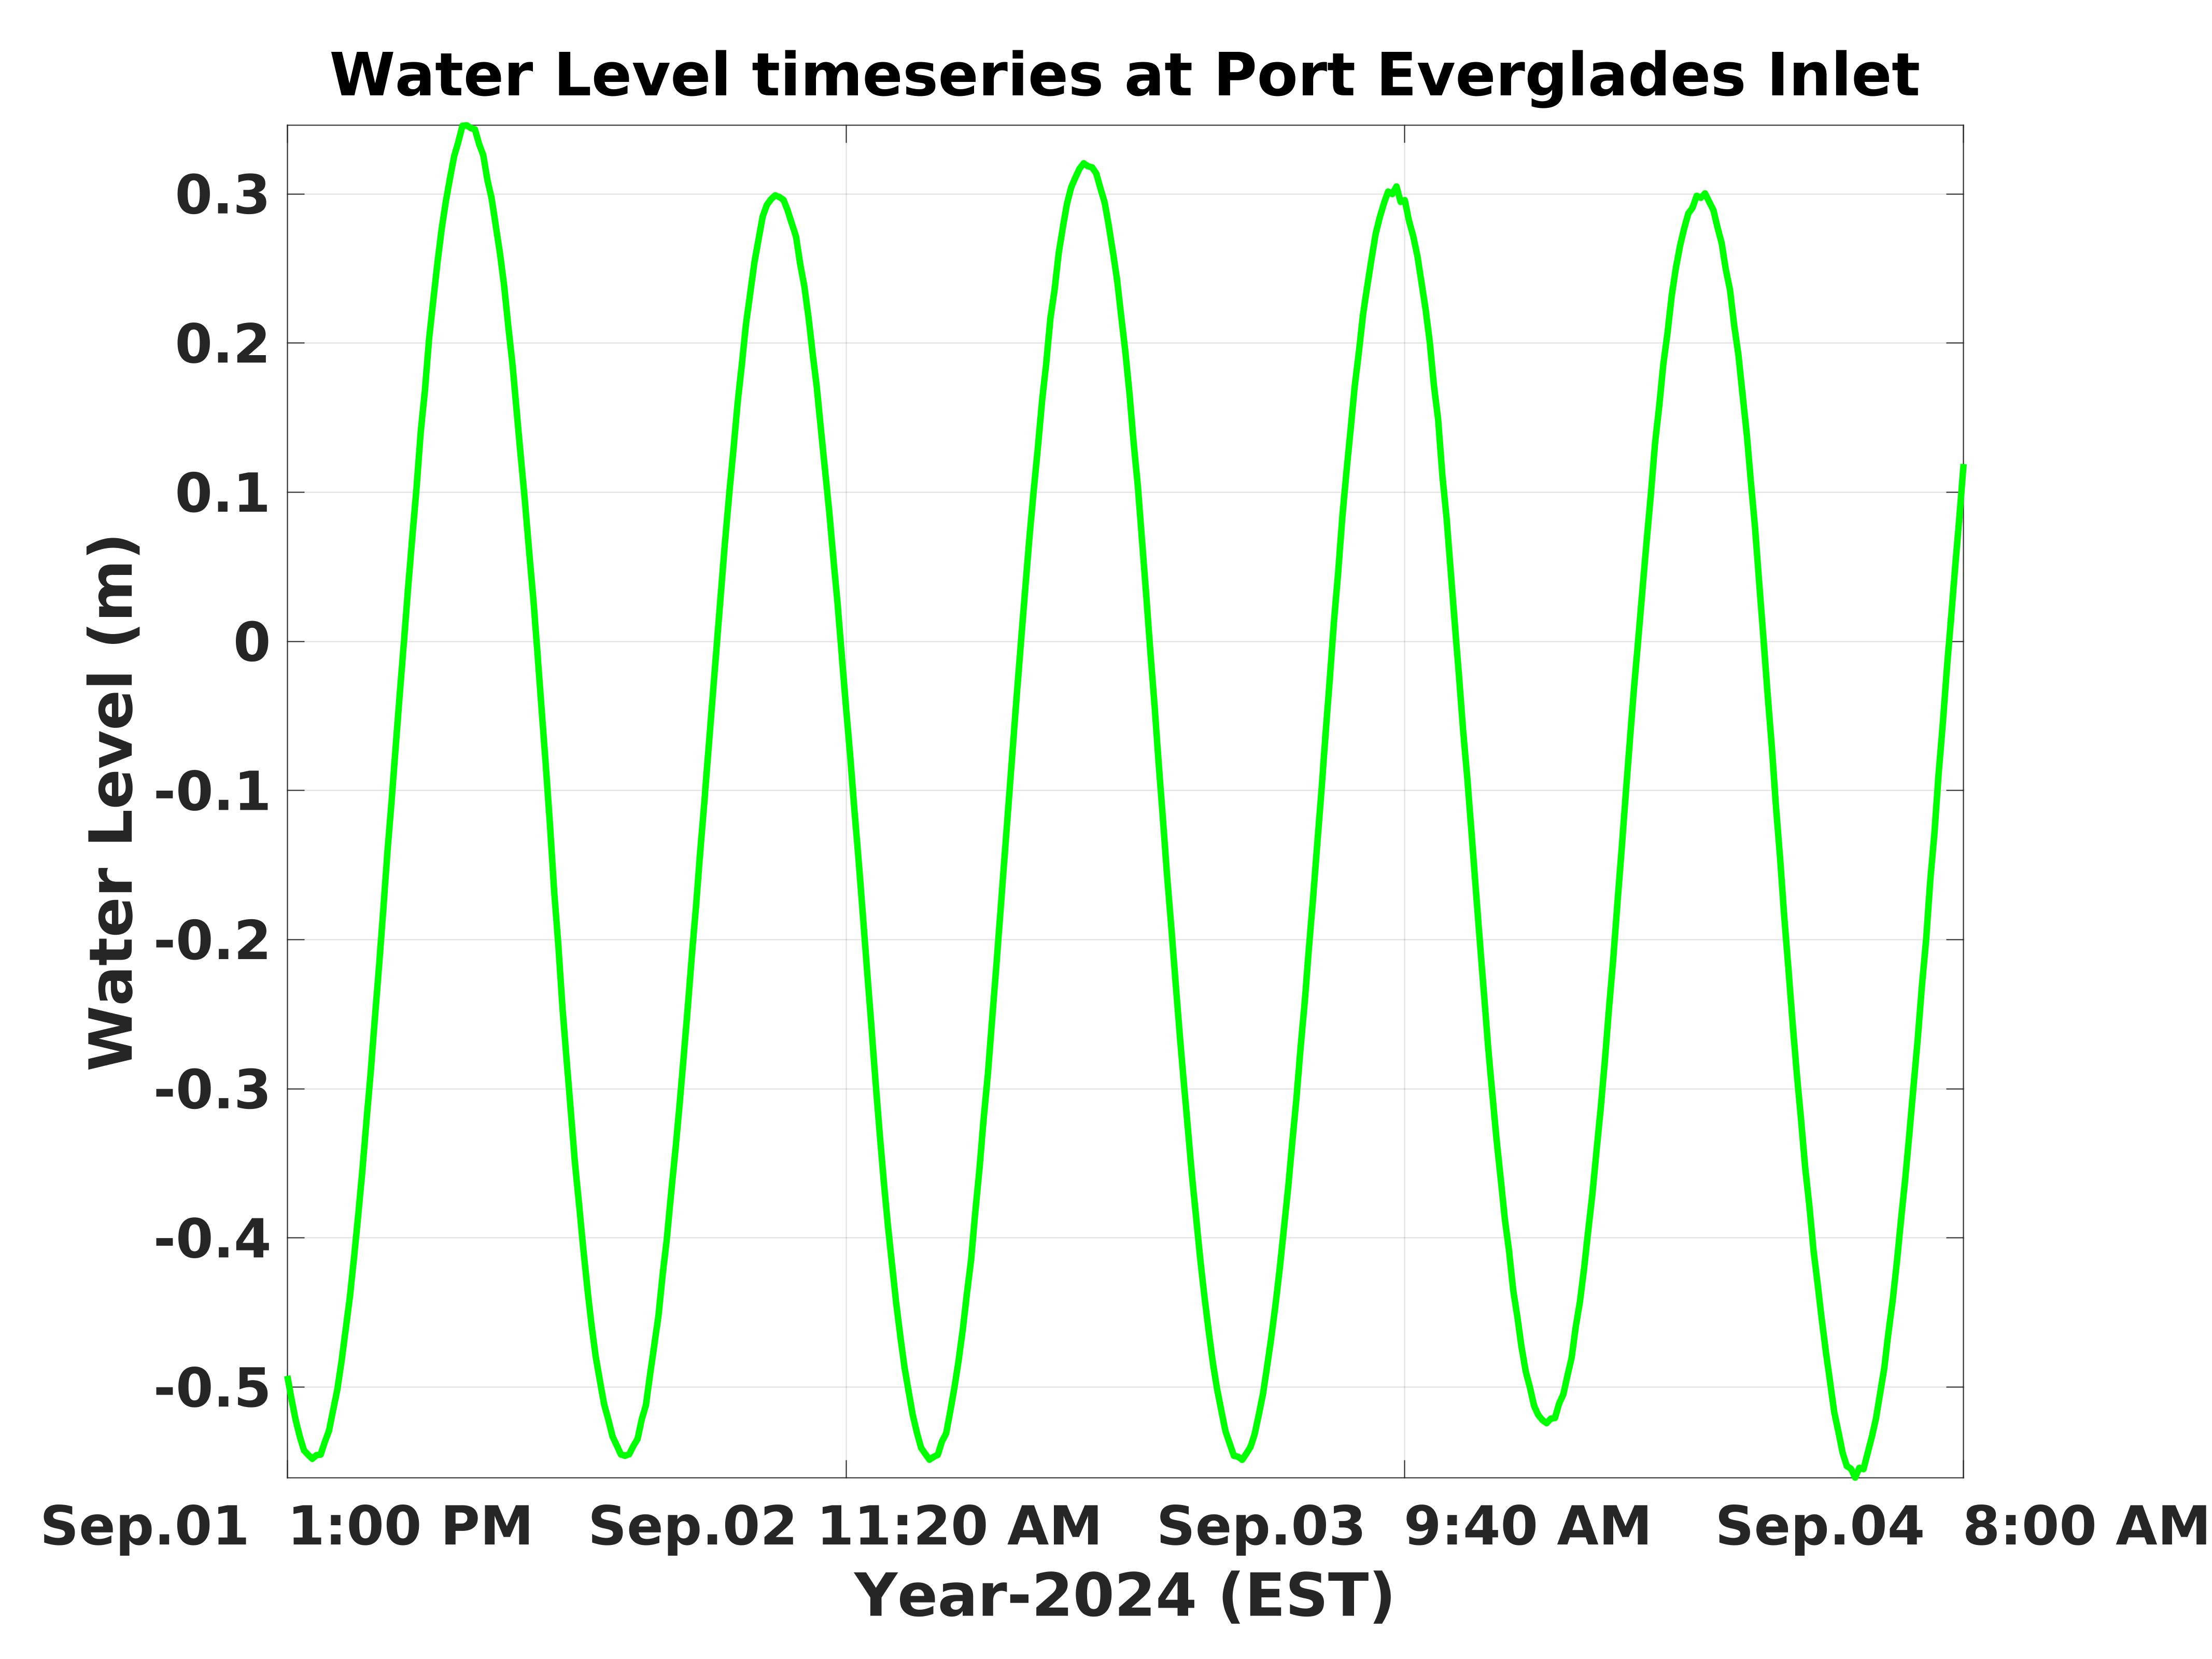 Water Level timeseries at Port Everglades Inlet
0.3
0.2
0.1
0
-0.1
-0.2
-0.3
-0.4
-0.5
Water Level (m)
Sep.01 1:00 PM Sep.02 11:20 AM Sep.03 9:40 AM Sep.04 8:00 AM
Year-2024 (EST)